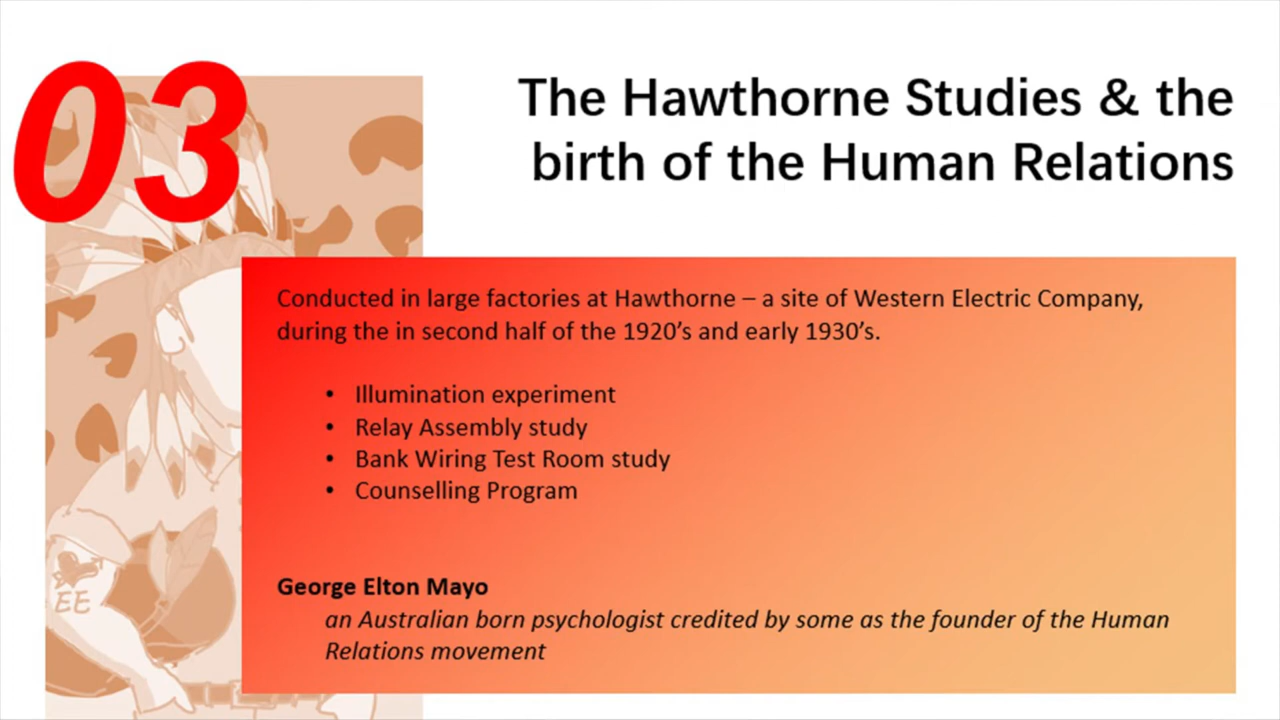 03
The Hawthorne Studies & the
birth of the Human Relations
Conducted in large factories at Hawthorne – a site of Western Electric Company,
during the in second half of the 1920’s and early 1930’s.
• Illumination experiment
• Relay Assembly study
• Bank Wiring Test Room study
• Counselling Program
George Elton Mayo
an Australian born psychologist credited by some as the founder of the Human
Relations movement
EE